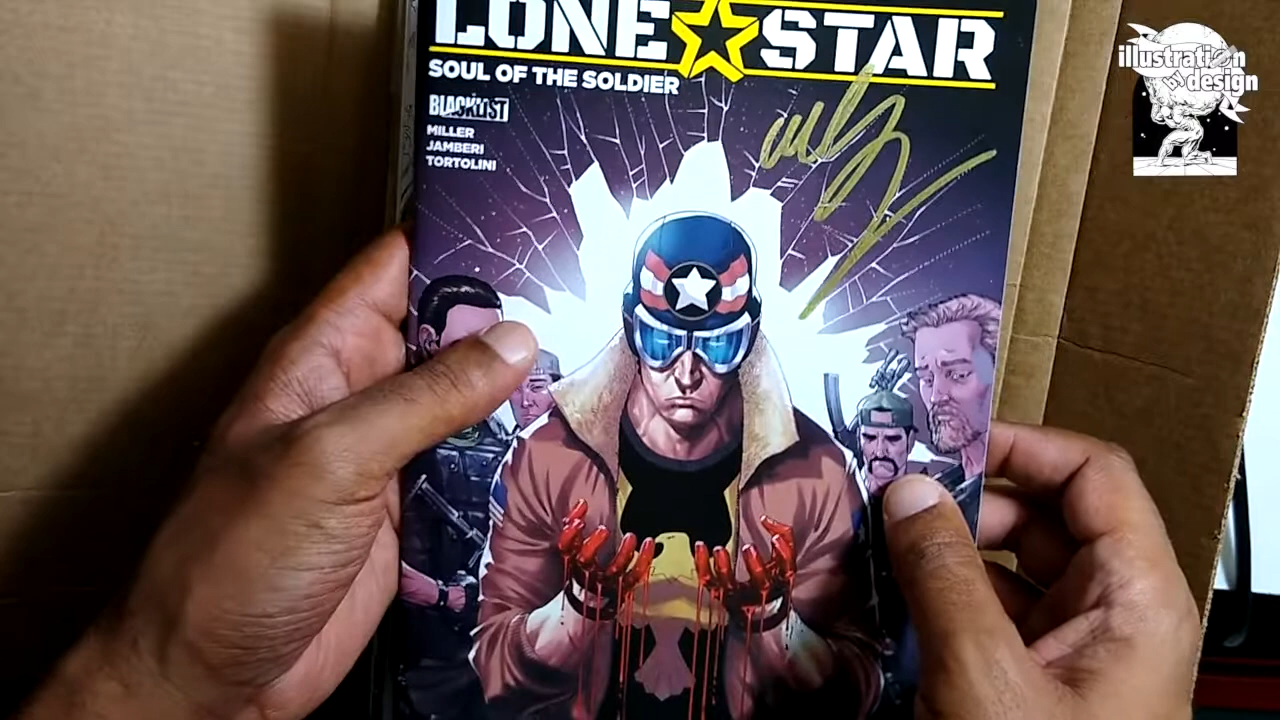 LONE STAR
SOUL OF THE SOLDIER
BLACKLIST
MILLER
JAMBERI
TORTOLINI
illustration
design